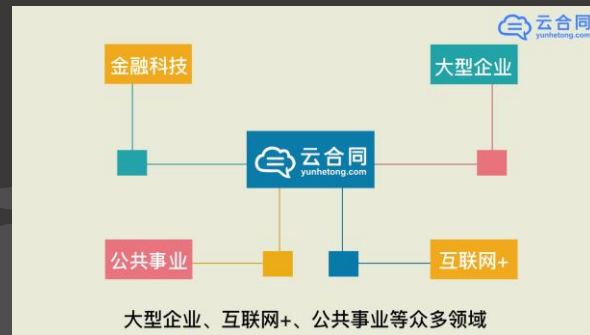 云合同
yunhetong.com
金融科技
大型企业
云合同
yunhetong.com
公共事业
互联网+
大型企业、互联网+、公共事业等众多领域